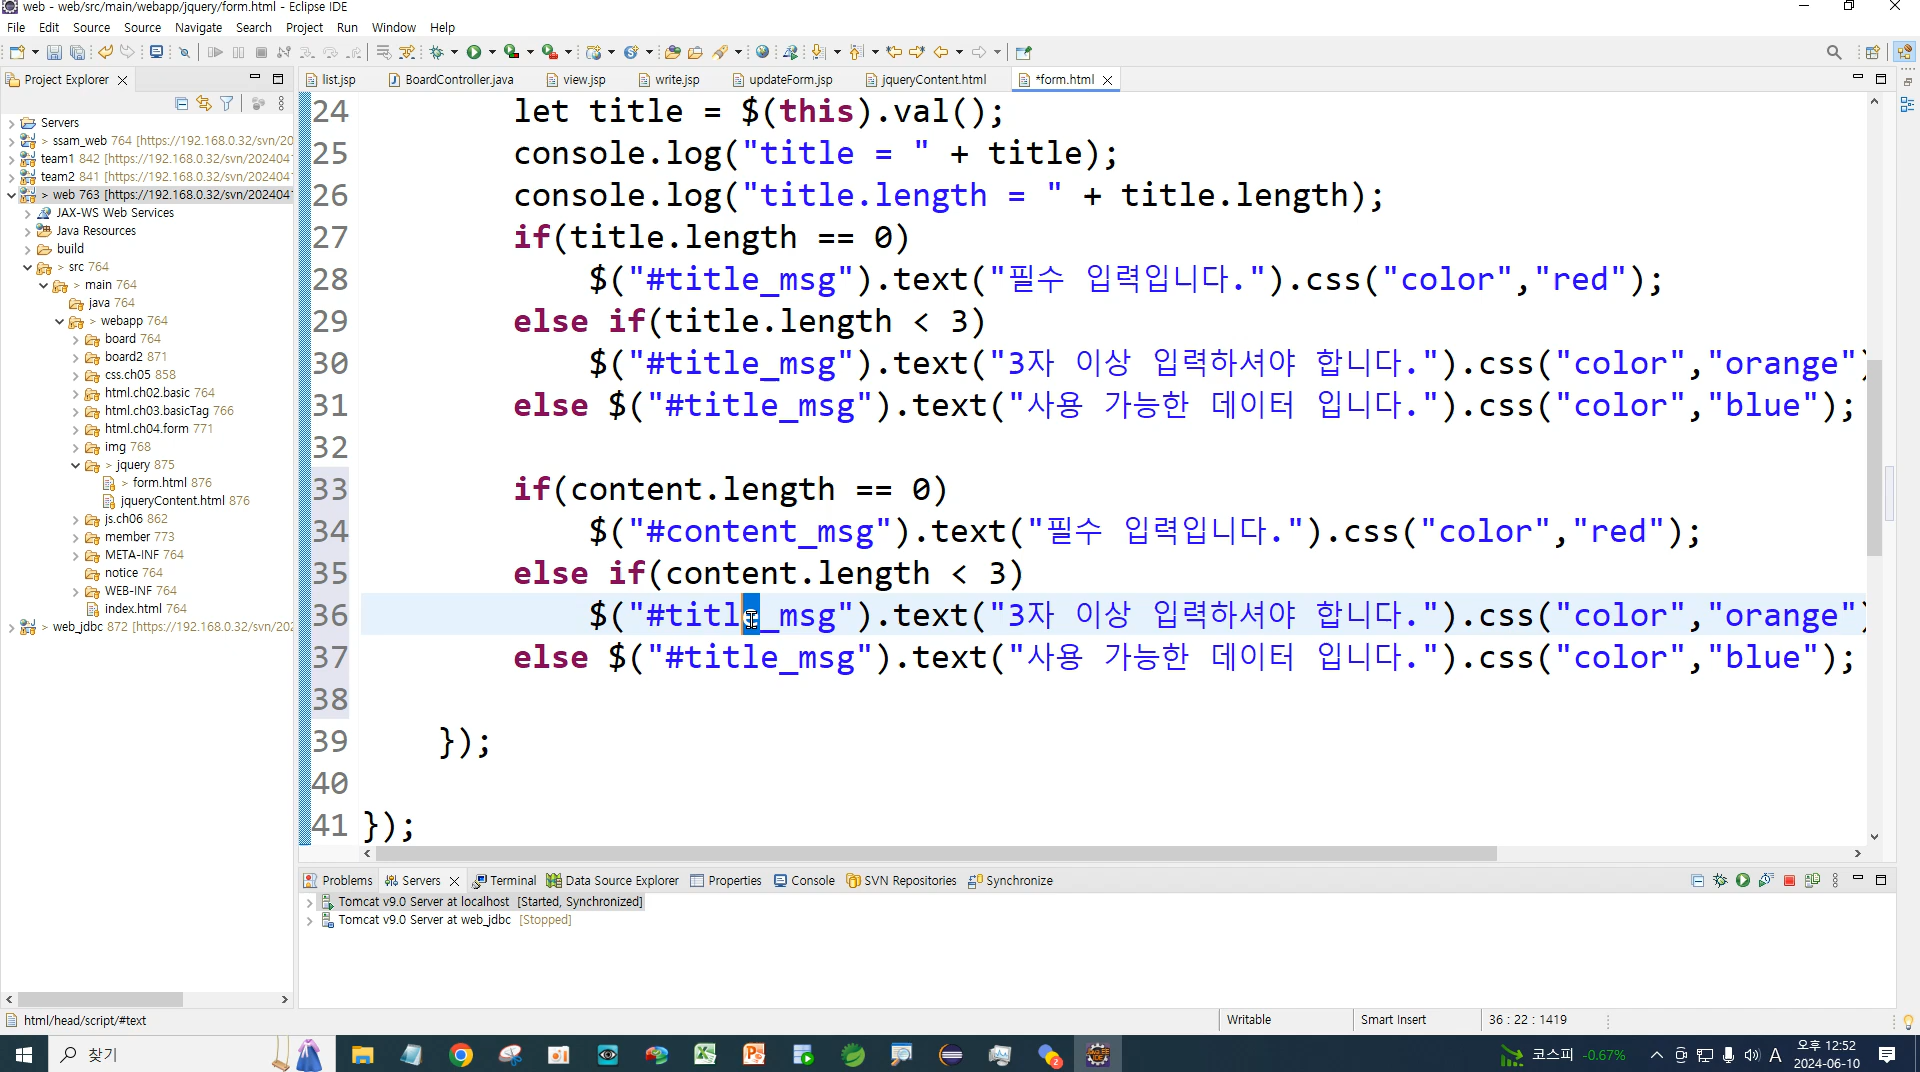 web - web/src/main/webapp/jquery/form.html - Eclipse IDE
File Edit Source Source Navigate Search Project Run Window Help
Project Explorer
list.jsp BoardController.java view.jsp write.jsp updateForm.jsp jqueryContent.html *form.html
Servers
> ssam_web 764 [https://192.168.0.32/svn/20
team1 842 [https://192.168.0.32/svn/202404
team2 841 [https://192.168.0.32/svn/202404
> web 763 [https://192.168.0.32/svn/202404
JAX-WS Web Services
Java Resources
build
> src 764
> main 764
java 764
> webapp 764
board 764
board2 871
css.ch05 858
html.ch02.basic 764
html.ch03.basicTag 766
html.ch04.form 771
img 768
> jquery 875
> form.html 876
jqueryContent.html 876
js.ch06 862
member 773
META-INF 764
notice 764
WEB-INF 764
index.html 764
> web_jdbc 872 [https://192.168.0.32/svn/202
24 let title = $(this).val();
25 console.log("title = " + title);
26 console.log("title.length = " + title.length);
27 if(title.length == 0)
28 $("#title_msg").text("필수 입력입니다.").css("color","red");
29 else if(title.length < 3)
30 $("#title_msg").text("3자 이상 입력하셔야 합니다.").css("color","orange")
31 else $("#title_msg").text("사용 가능한 데이터 입니다.").css("color","blue");
32
33 if(content.length == 0)
34 $("#content_msg").text("필수 입력입니다.").css("color","red");
35 else if(content.length < 3)
36 $("#title_msg").text("3자 이상 입력하셔야 합니다.").css("color","orange")
37 else $("#title_msg").text("사용 가능한 데이터 입니다.").css("color","blue");
38
39 });
40
41 });
Problems Servers Terminal Data Source Explorer Properties Console SVN Repositories Synchronize
Tomcat v9.0 Server at localhost [Started, Synchronized]
Tomcat v9.0 Server at web_jdbc [Stopped]
html/head/script/#text Writable Smart Insert 36 : 22 : 1419
찾기 코스피 -0.67% A 오후 12:52
2024-06-10